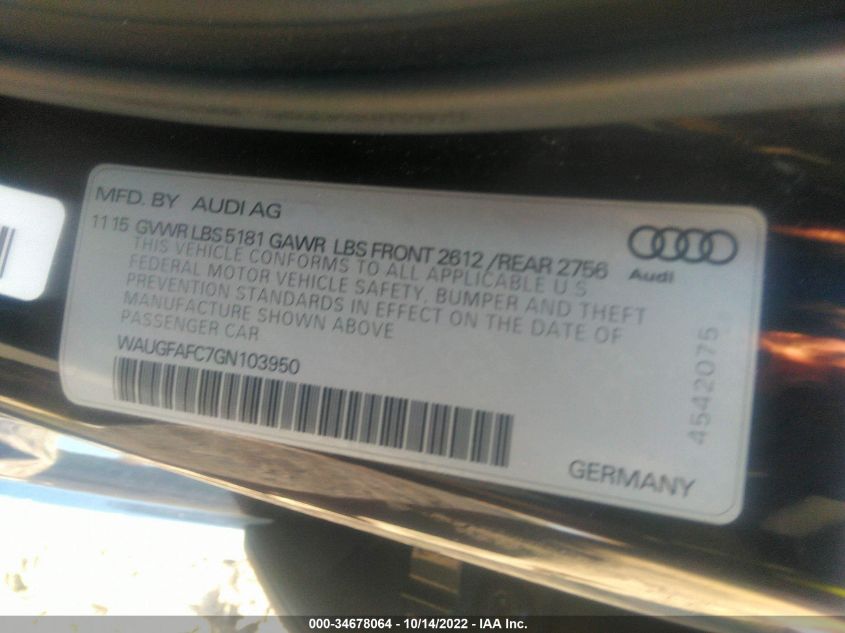 MFD. BY AUDI AG
11 15 GVWR LBS 5181 GAWR LBS FRONT 2612 / REAR 2756
THIS VEHICLE CONFORMS TO ALL APPLICABLE U S
FEDERAL MOTOR VEHICLE SAFETY, BUMPER AND THEFT
PREVENTION STANDARDS IN EFFECT ON THE DATE OF
MANUFACTURE SHOWN ABOVE
PASSENGER CAR
WAUGFAFC7GN103950
Audi
4542075
GERMANY
000-34678064 - 10/14/2022 - IAA Inc.